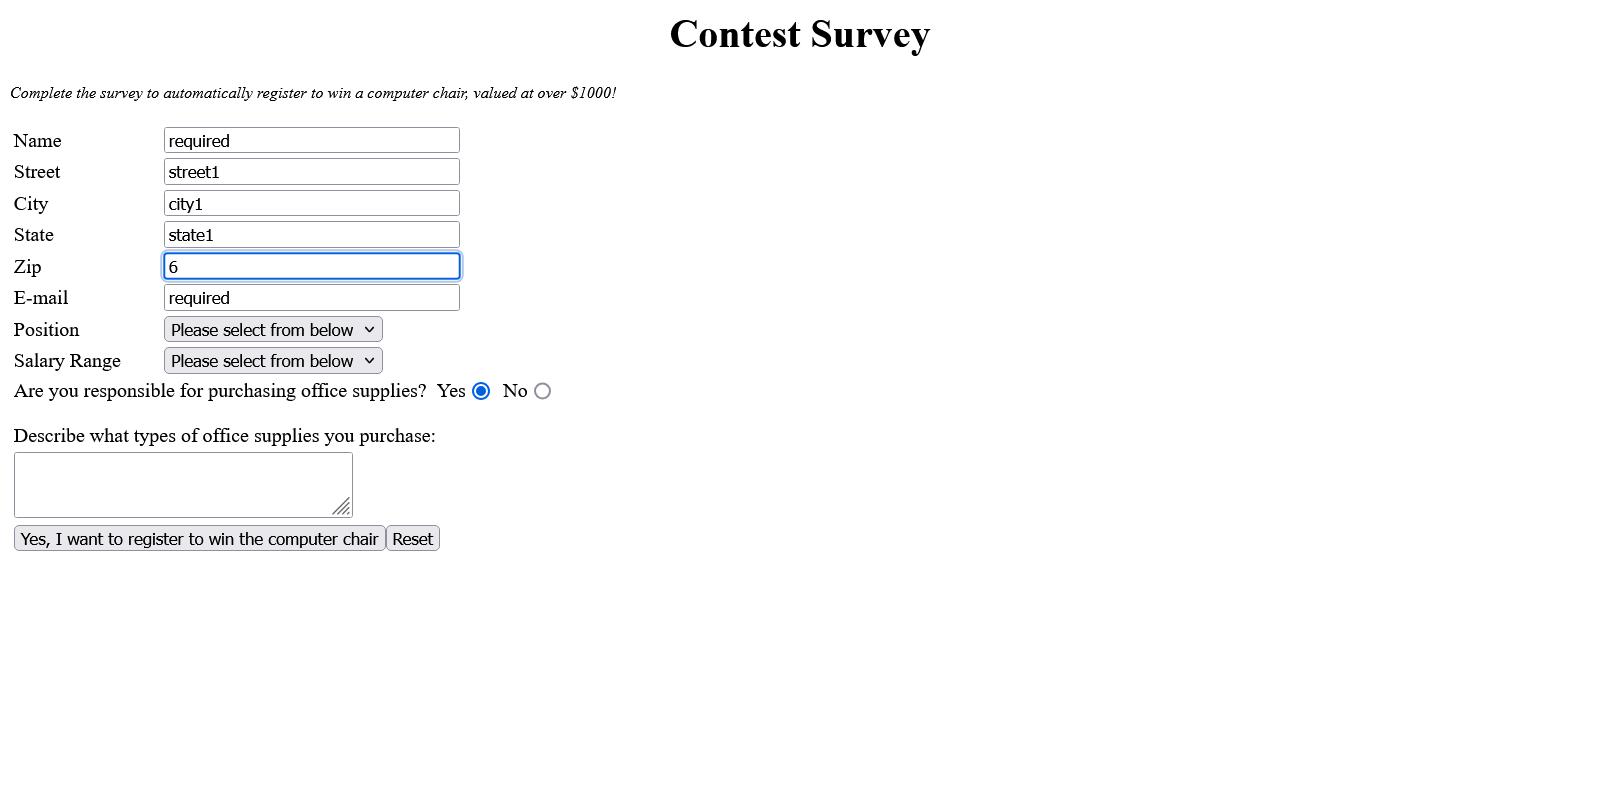 Contest Survey
Complete the survey to automatically register to win a computer chair, valued at over $1000!
Name required
Street street1
City city1
State state1
Zip 6
E-mail required
Position Please select from below
Salary Range Please select from below
Are you responsible for purchasing office supplies? Yes No
Describe what types of office supplies you purchase:
Yes, I want to register to win the computer chair Reset